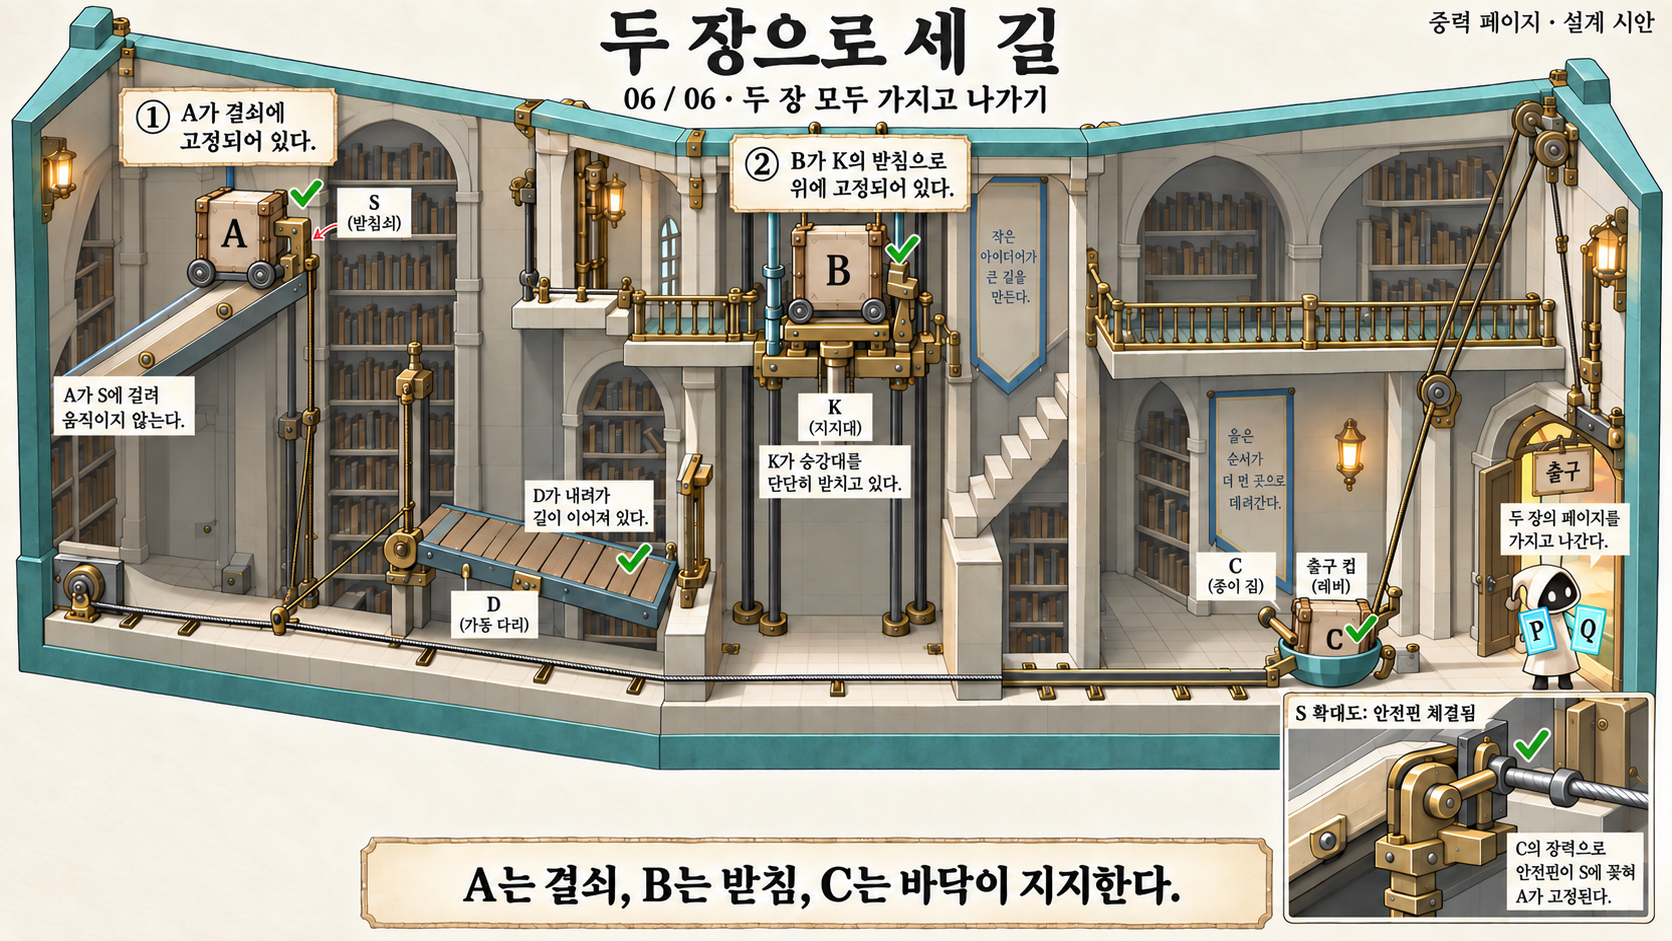 두 장으로 세 길
06 / 06 · 두 장 모두 가지고 나가기
중력 페이지 · 설계 시안
① A가 결쇠에
고정되어 있다.
A
S
(받침쇠)
A가 S에 걸려
움직이지 않는다.
② B가 K의 받침으로
위에 고정되어 있다.
B
K
(지지대)
K가 승강대를
단단히 받치고 있다.
작은
아이디어가
큰 길을
만든다.
D가 내려가
길이 이어져 있다.
D
(가동 다리)
옳은
순서가
더 먼 곳으로
데려간다.
C
(종이 짐)
출구 컵
(레버)
C
출구
두 장의 페이지를
가지고 나간다.
P
Q
S 확대도: 안전핀 체결됨
C의 장력으로
안전핀이 S에 꽂혀
A가 고정된다.
A는 결쇠, B는 받침, C는 바닥이 지지한다.